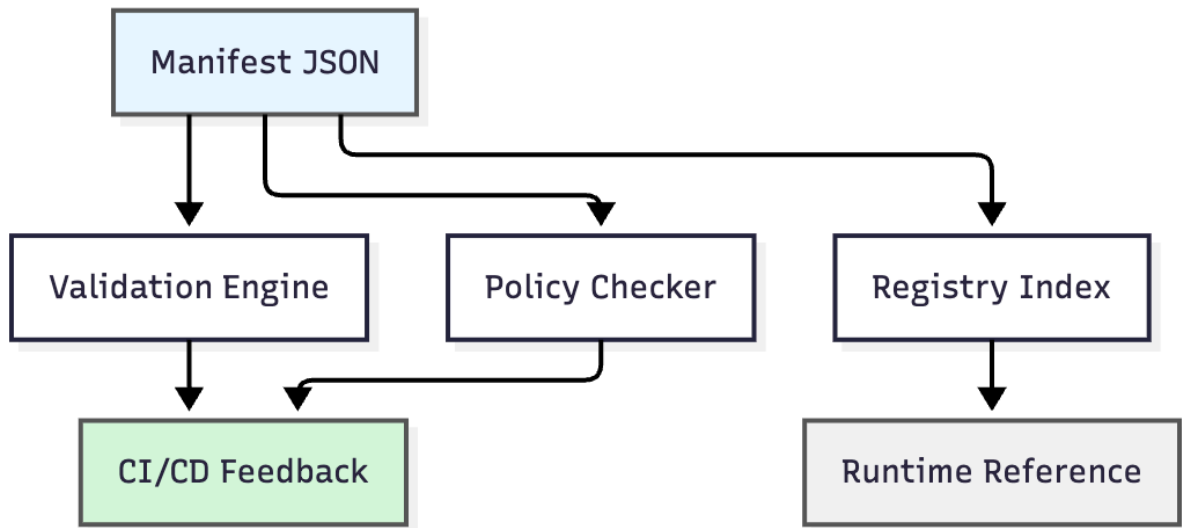 Manifest JSON
Validation Engine
Policy Checker
Registry Index
CI/CD Feedback
Runtime Reference